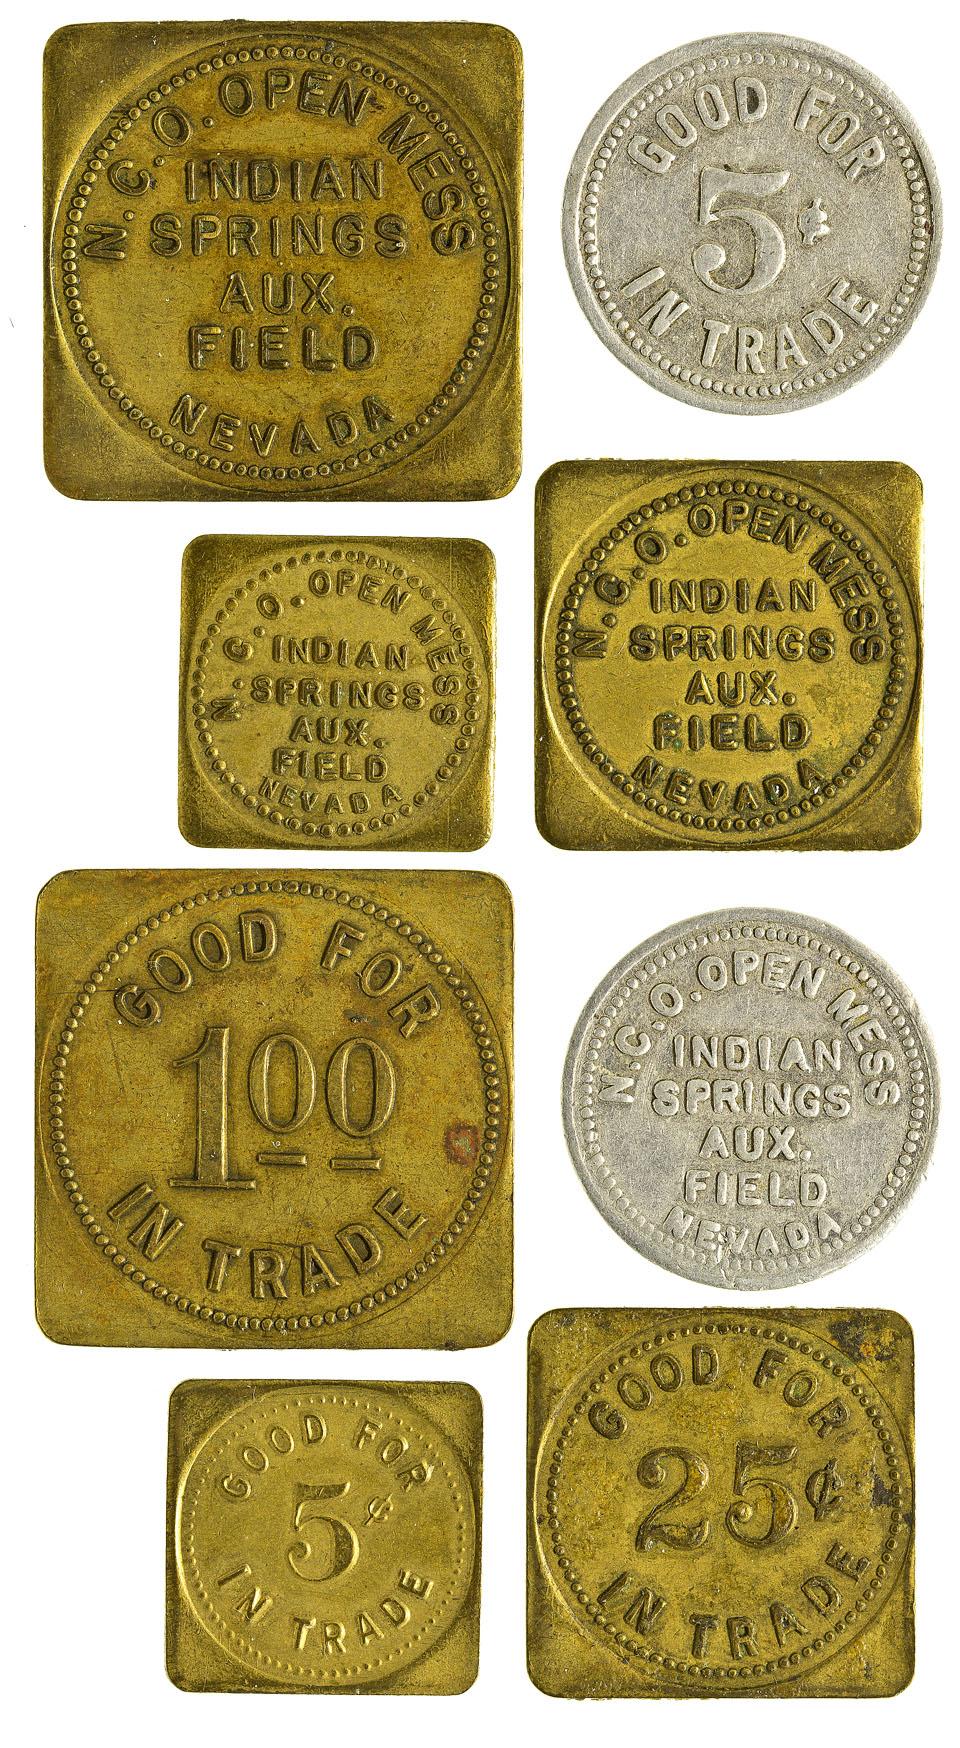 N.C.O. OPEN MESS
INDIAN
SPRINGS
AUX.
FIELD
NEVADA
GOOD FOR
5¢
IN TRADE
N.C.O. OPEN MESS
INDIAN
SPRINGS
AUX.
FIELD
NEVADA
N.C.O. OPEN MESS
INDIAN
SPRINGS
AUX.
FIELD
NEVADA
GOOD FOR
100
IN TRADE
N.C.O. OPEN MESS
INDIAN
SPRINGS
AUX.
FIELD
NEVADA
GOOD FOR
5¢
IN TRADE
GOOD FOR
25¢
IN TRADE